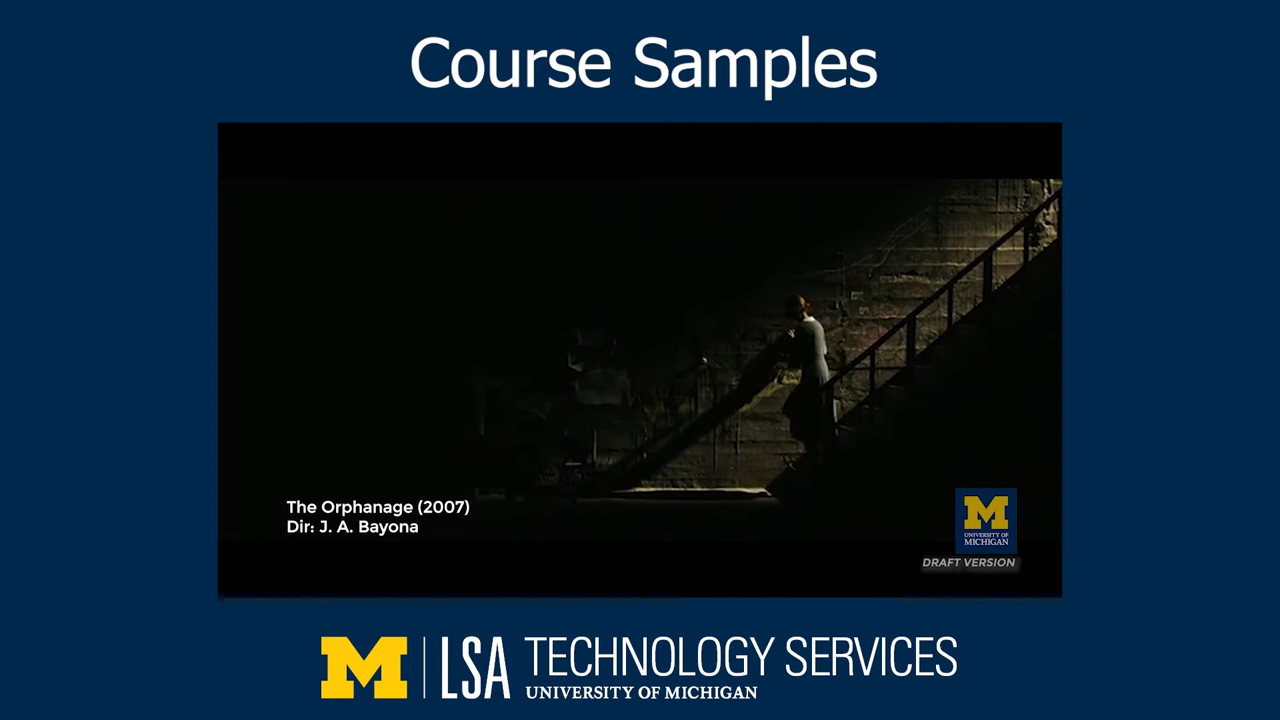 Course Samples
The Orphanage (2007)
Dir: J. A. Bayona
M
UNIVERSITY OF
MICHIGAN
DRAFT VERSION
M LSA TECHNOLOGY SERVICES
UNIVERSITY OF MICHIGAN